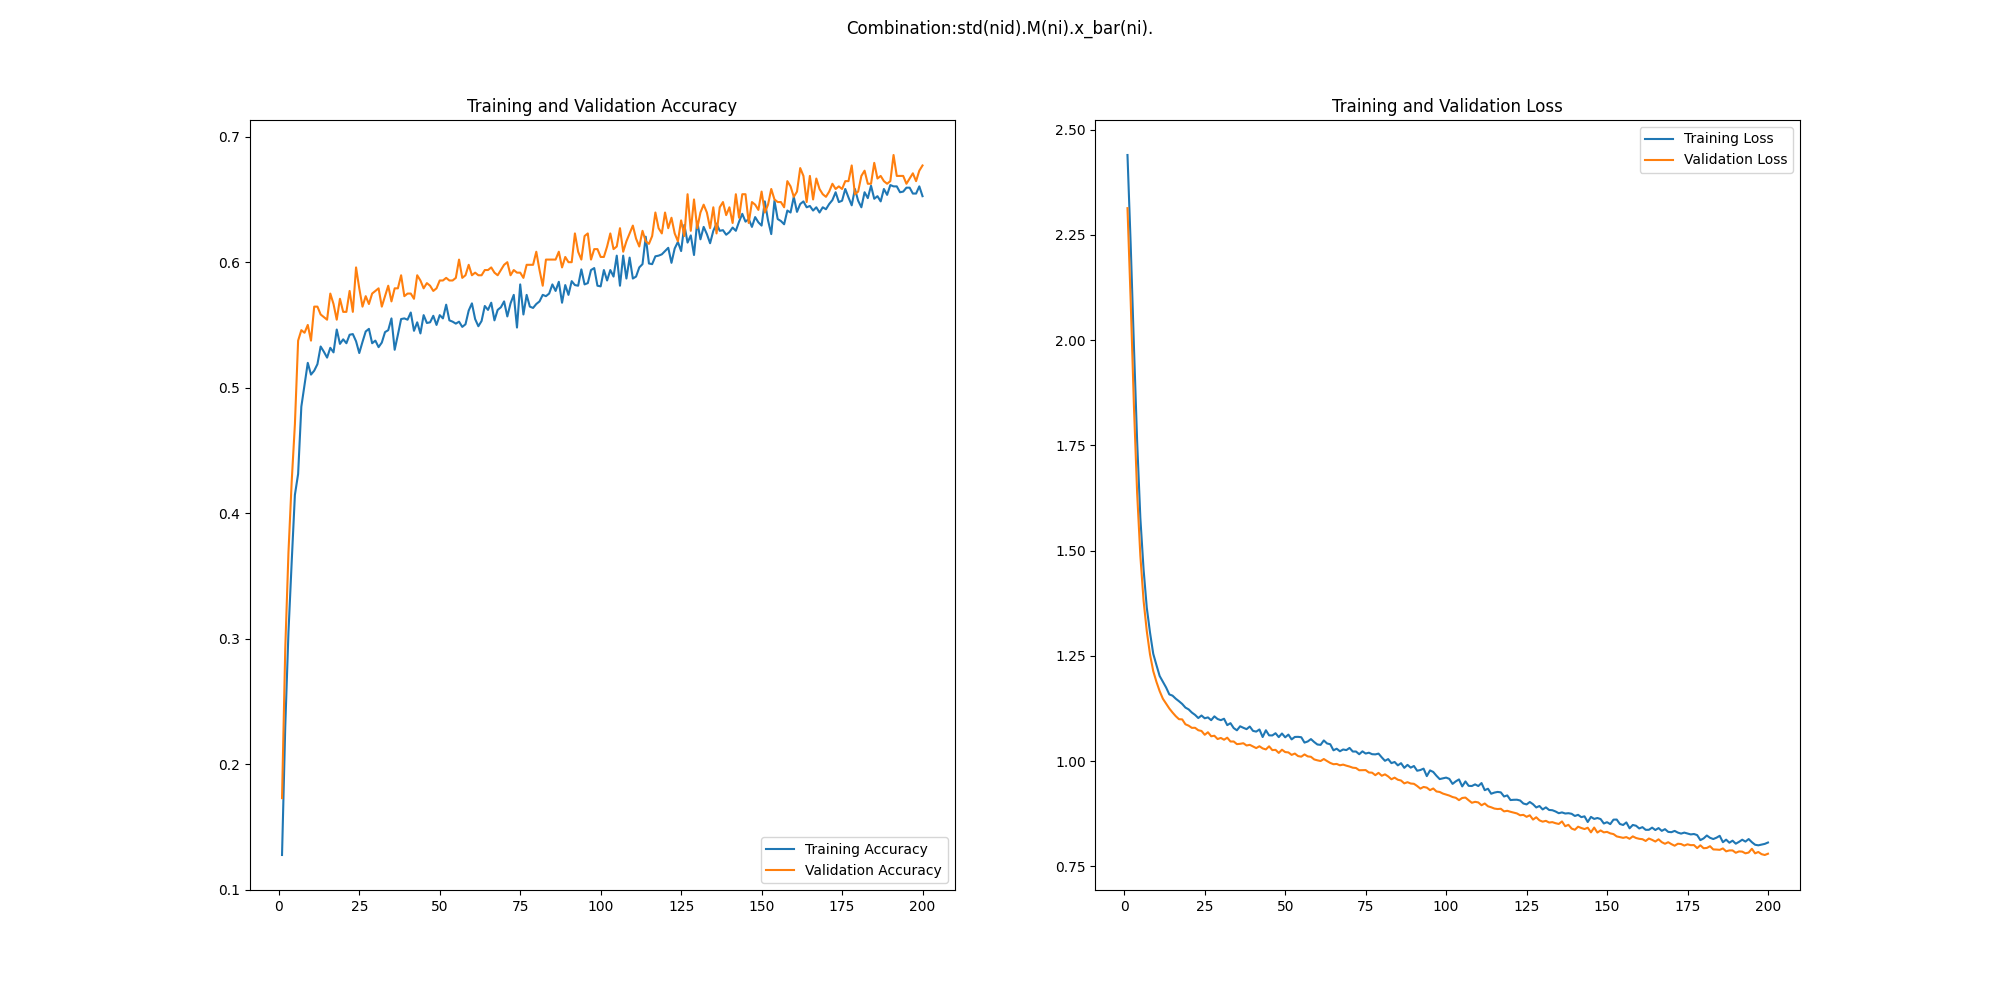 Combination:std(nid).M(ni).x_bar(ni).
Training and Validation Accuracy
0.7
0.6
0.5
0.4
0.3
0.2
0.1
0 25 50 75 100 125 150 175 200
Training Accuracy
Validation Accuracy
Training and Validation Loss
2.50
2.25
2.00
1.75
1.50
1.25
1.00
0.75
0 25 50 75 100 125 150 175 200
Training Loss
Validation Loss